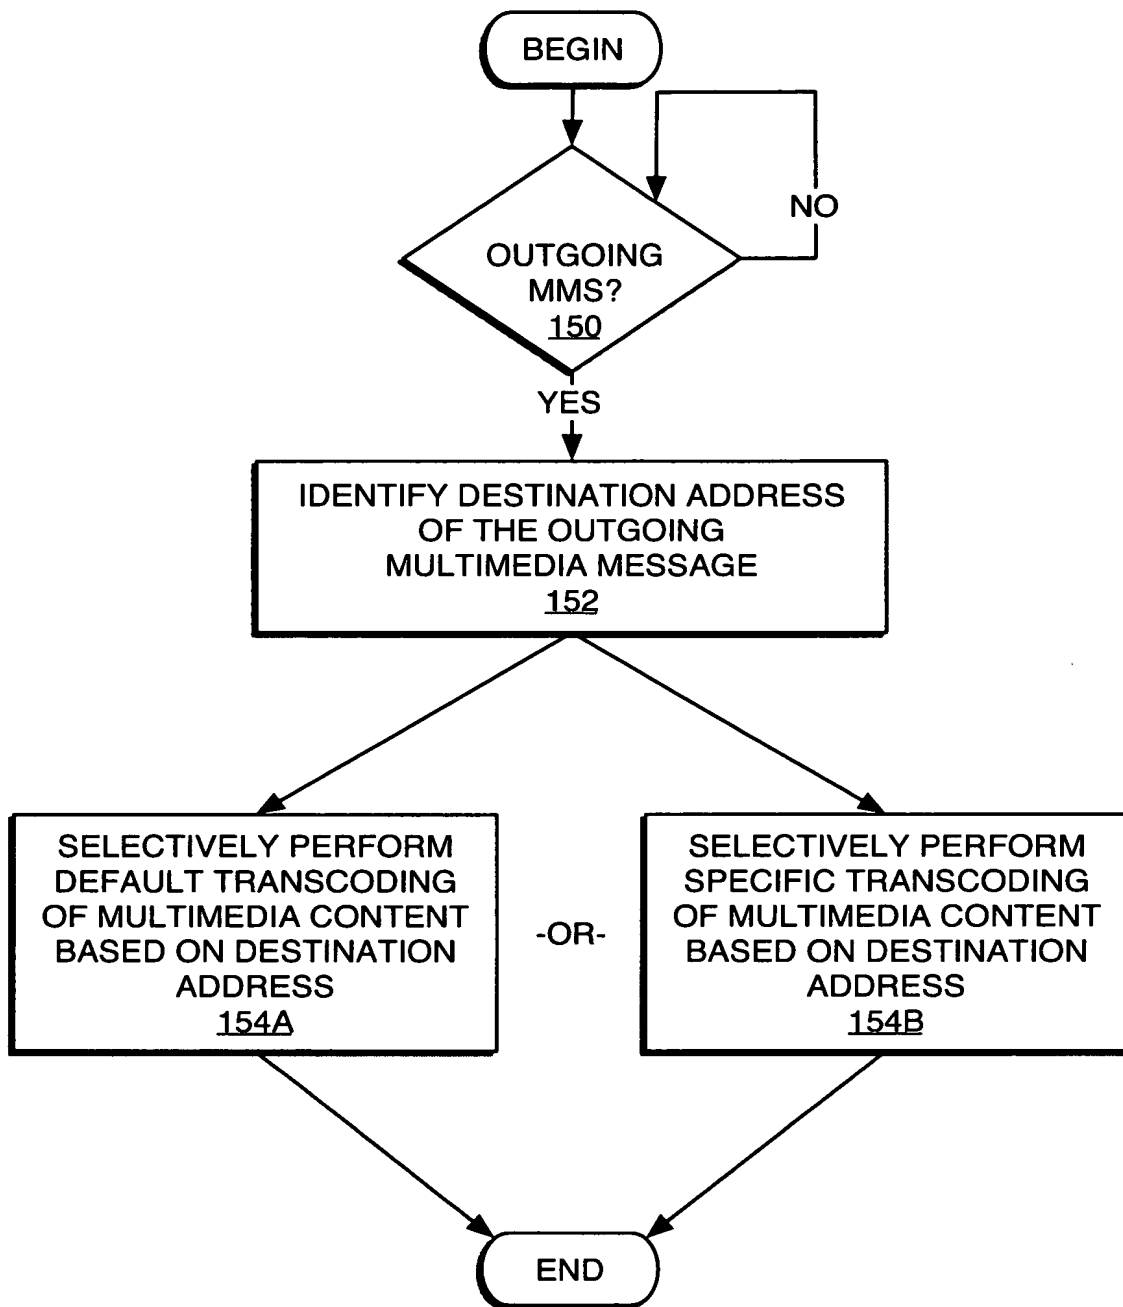 BEGIN
NO
OUTGOING
MMS?
150
YES
IDENTIFY DESTINATION ADDRESS
OF THE OUTGOING
MULTIMEDIA MESSAGE
152
SELECTIVELY PERFORM
DEFAULT TRANSCODING
OF MULTIMEDIA CONTENT
BASED ON DESTINATION
ADDRESS
154A
-OR-
SELECTIVELY PERFORM
SPECIFIC TRANSCODING
OF MULTIMEDIA CONTENT
BASED ON DESTINATION
ADDRESS
154B
END